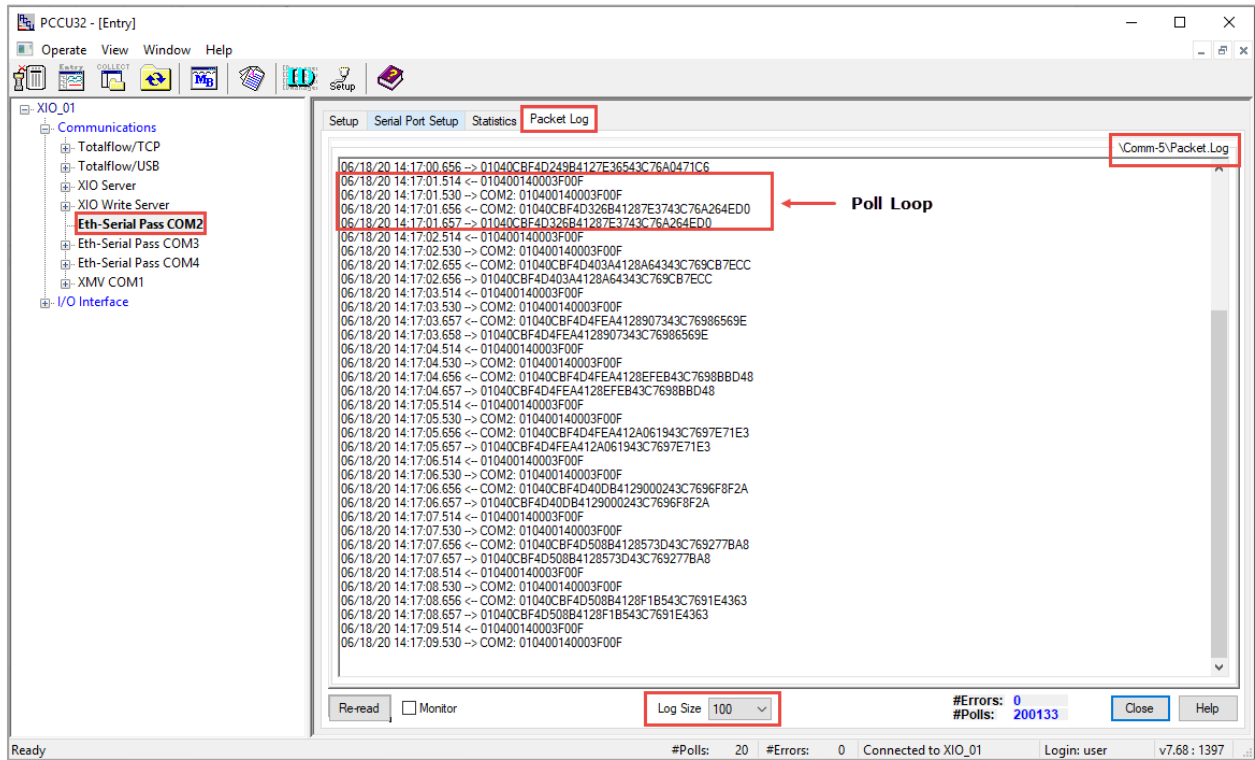 PCCU32 - [Entry]
Operate View Window Help
Entry COLLECT MB ID Manager Setup
XIO_01
Communications
Totalflow/TCP
Totalflow/USB
XIO Server
XIO Write Server
Eth-Serial Pass COM2
Eth-Serial Pass COM3
Eth-Serial Pass COM4
XMV COM1
I/O Interface
Setup Serial Port Setup Statistics Packet Log
\Comm-5\Packet.Log
06/18/20 14:17:00.656 --> 01040CBF4D249B4127E36543C76A0471C6
06/18/20 14:17:01.514 <-- 010400140003F00F
06/18/20 14:17:01.530 --> COM2: 010400140003F00F
06/18/20 14:17:01.656 <-- COM2: 01040CBF4D326B41287E3743C76A264ED0
06/18/20 14:17:01.657 --> 01040CBF4D326B41287E3743C76A264ED0
Poll Loop
06/18/20 14:17:02.514 <-- 010400140003F00F
06/18/20 14:17:02.530 --> COM2: 010400140003F00F
06/18/20 14:17:02.655 <-- COM2: 01040CBF4D403A4128A64343C769CB7ECC
06/18/20 14:17:02.656 --> 01040CBF4D403A4128A64343C769CB7ECC
06/18/20 14:17:03.514 <-- 010400140003F00F
06/18/20 14:17:03.530 --> COM2: 010400140003F00F
06/18/20 14:17:03.657 <-- COM2: 01040CBF4D4FEA4128907343C76986569E
06/18/20 14:17:03.658 --> 01040CBF4D4FEA4128907343C76986569E
06/18/20 14:17:04.514 <-- 010400140003F00F
06/18/20 14:17:04.530 --> COM2: 010400140003F00F
06/18/20 14:17:04.656 <-- COM2: 01040CBF4D4FEA4128EFEB43C7698BBD48
06/18/20 14:17:04.657 --> 01040CBF4D4FEA4128EFEB43C7698BBD48
06/18/20 14:17:05.514 <-- 010400140003F00F
06/18/20 14:17:05.530 --> COM2: 010400140003F00F
06/18/20 14:17:05.656 <-- COM2: 01040CBF4D4FEA412A061943C7697E71E3
06/18/20 14:17:05.657 --> 01040CBF4D4FEA412A061943C7697E71E3
06/18/20 14:17:06.514 <-- 010400140003F00F
06/18/20 14:17:06.530 --> COM2: 010400140003F00F
06/18/20 14:17:06.656 <-- COM2: 01040CBF4D40DB4129000243C7696F8F2A
06/18/20 14:17:06.657 --> 01040CBF4D40DB4129000243C7696F8F2A
06/18/20 14:17:07.514 <-- 010400140003F00F
06/18/20 14:17:07.530 --> COM2: 010400140003F00F
06/18/20 14:17:07.656 <-- COM2: 01040CBF4D508B4128573D43C769277BA8
06/18/20 14:17:07.657 --> 01040CBF4D508B4128573D43C769277BA8
06/18/20 14:17:08.514 <-- 010400140003F00F
06/18/20 14:17:08.530 --> COM2: 010400140003F00F
06/18/20 14:17:08.656 <-- COM2: 01040CBF4D508B4128F1B543C7691E4363
06/18/20 14:17:08.657 --> 01040CBF4D508B4128F1B543C7691E4363
06/18/20 14:17:09.514 <-- 010400140003F00F
06/18/20 14:17:09.530 --> COM2: 010400140003F00F
Re-read Monitor Log Size 100 #Errors: 0 Close Help
#Polls: 200133
Ready #Polls: 20 #Errors: 0 Connected to XIO_01 Login: user v7.68 : 1397